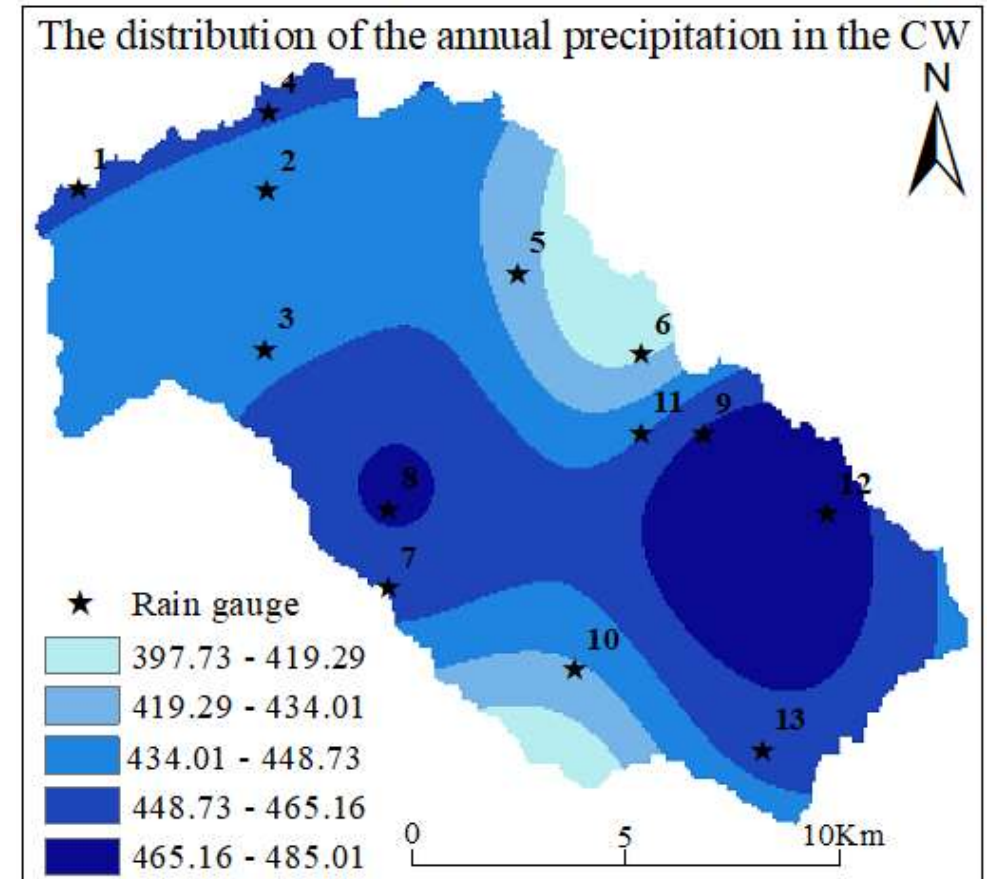 The distribution of the annual precipitation in the CW
N
4
1
2
5
3
6
11
9
8
12
7
10
13
Rain gauge
397.73 - 419.29
419.29 - 434.01
434.01 - 448.73
448.73 - 465.16
465.16 - 485.01
0 5 10Km